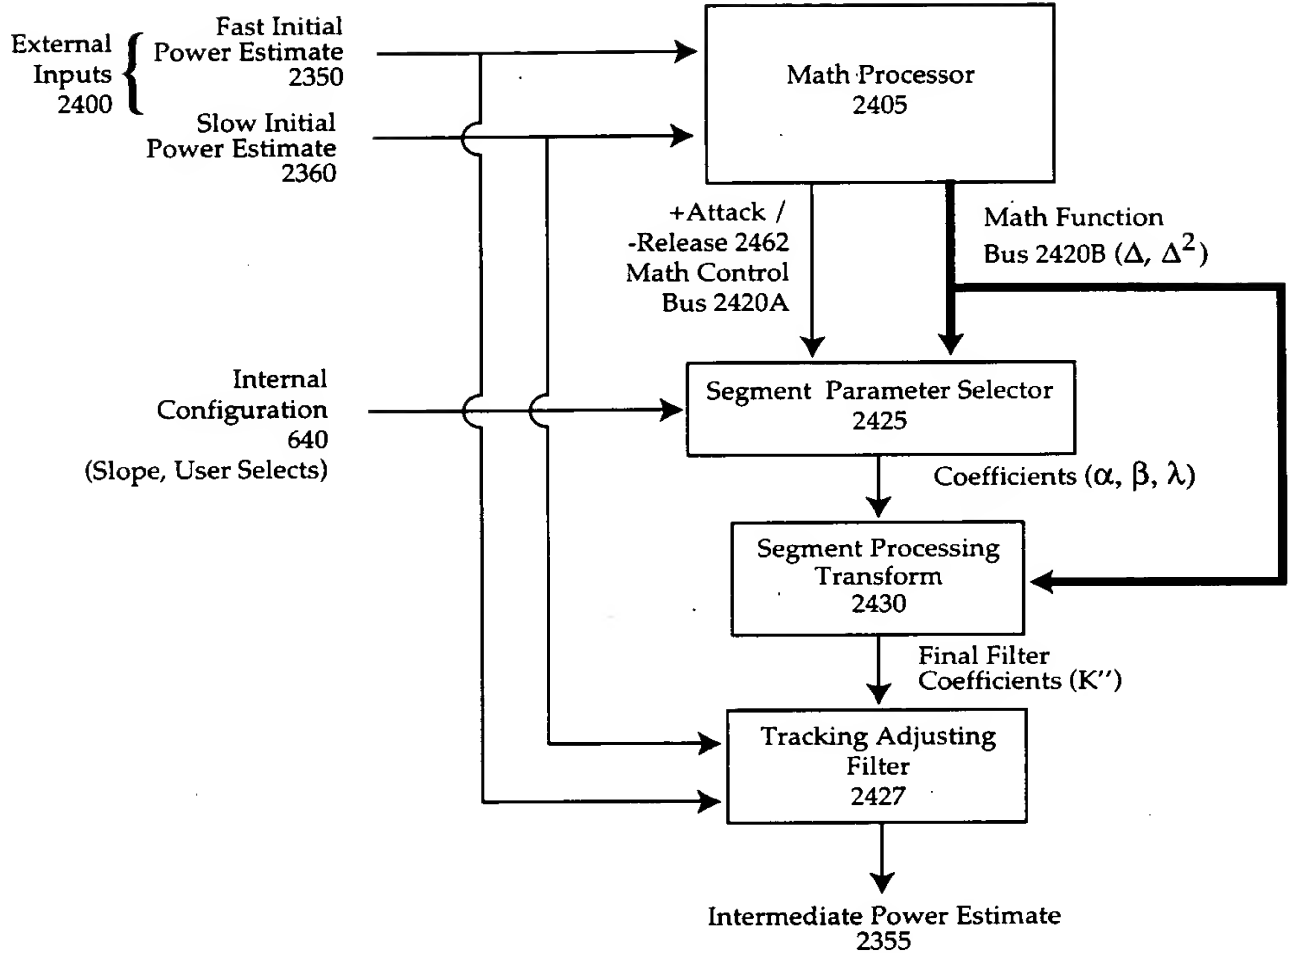 External
Inputs
2400
Fast Initial
Power Estimate
2350
Slow Initial
Power Estimate
2360
Math Processor
2405
+Attack /
-Release 2462
Math Control
Bus 2420A
Math Function
Bus 2420B (Δ, Δ²)
Internal
Configuration
640
(Slope, User Selects)
Segment Parameter Selector
2425
Coefficients (α, β, λ)
Segment Processing
Transform
2430
Final Filter
Coefficients (K″)
Tracking Adjusting
Filter
2427
Intermediate Power Estimate
2355